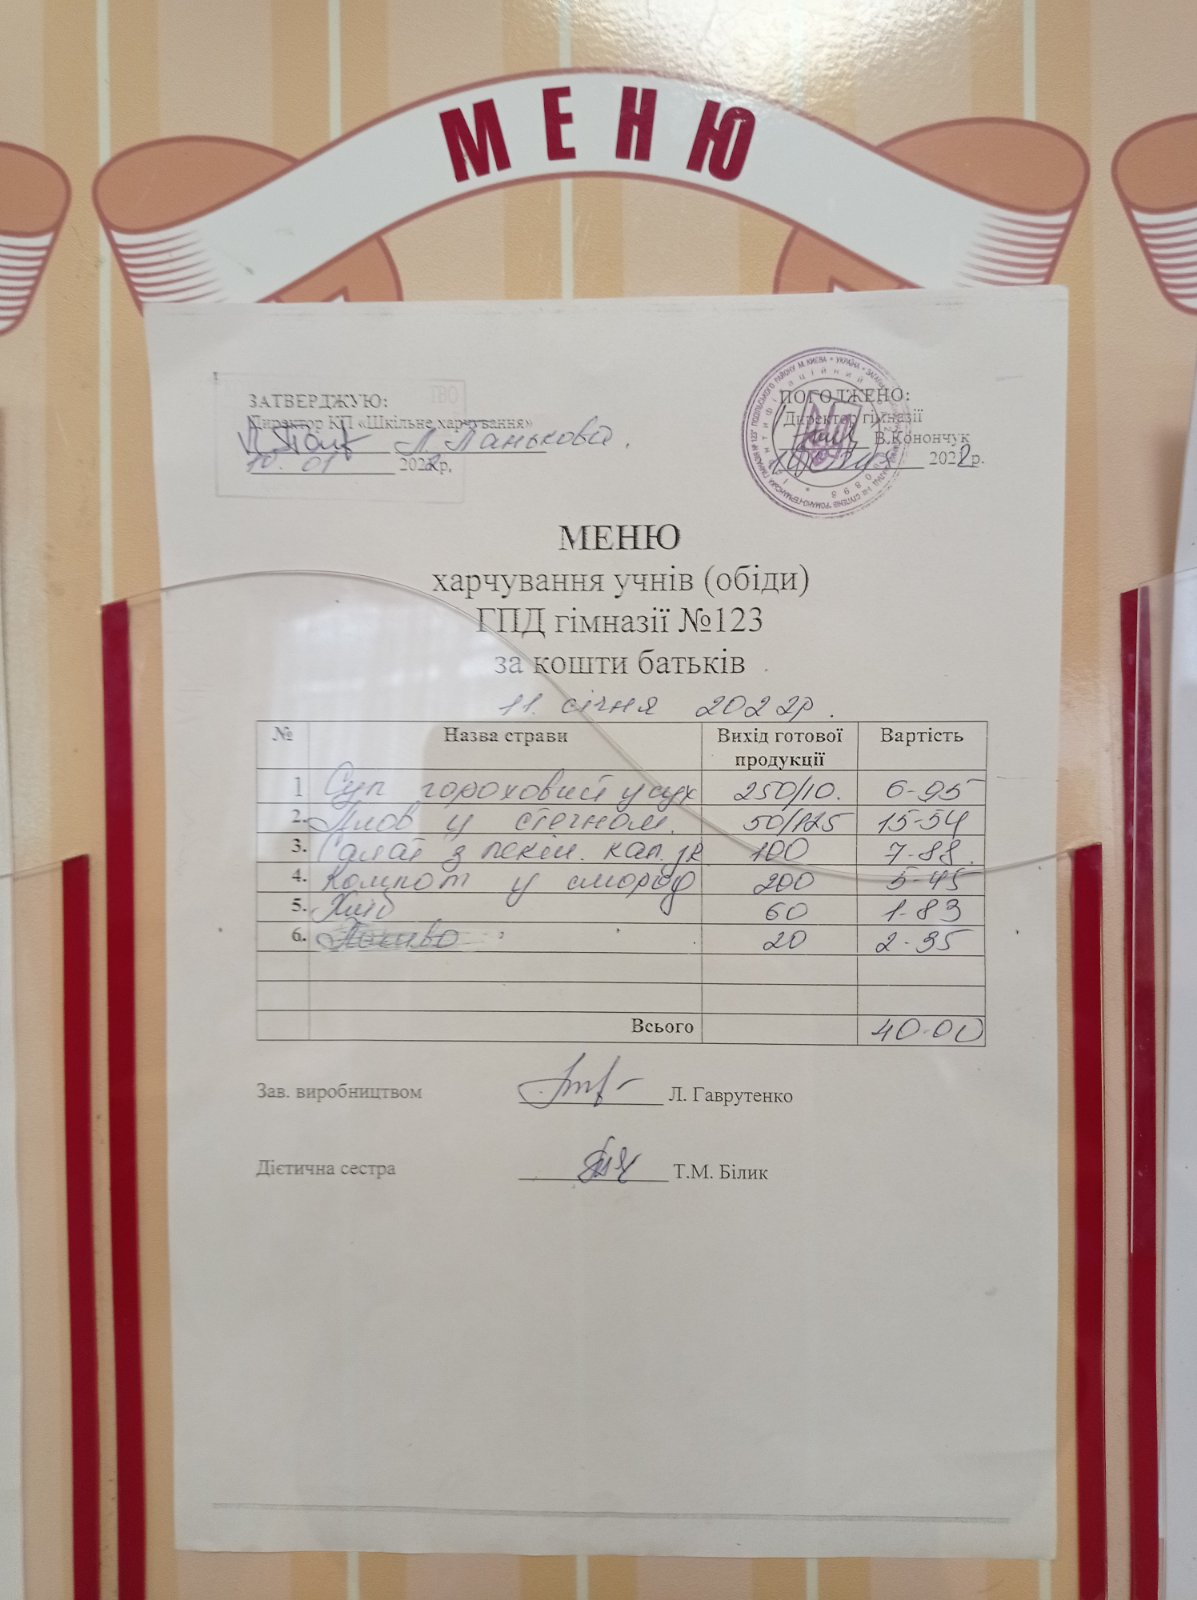 МЕНЮ
ЗАТВЕРДЖУЮ:
Директор КП «Шкільне харчування»
Л. Панькова
10. 01 2022р.
ПОГОДЖЕНО:
Директор гімназії
В.Конончук
2022р.
МЕНЮ
харчування учнів (обіди)
ГПД гімназії №123
за кошти батьків
11. січня 2022р.
№ Назва страви Вихід готової продукції Вартість
1 Суп гороховий 250/10. 6-95
2. Плов 50/125 15-54
3. Салат з пекін. кап. 100 7-88.
4. Компот 200 5-45
5. Хліб 60 1-83
6. 20 2-35
Всього 40-00
Зав. виробництвом Л. Гаврутенко
Дієтична сестра Т.М. Білик